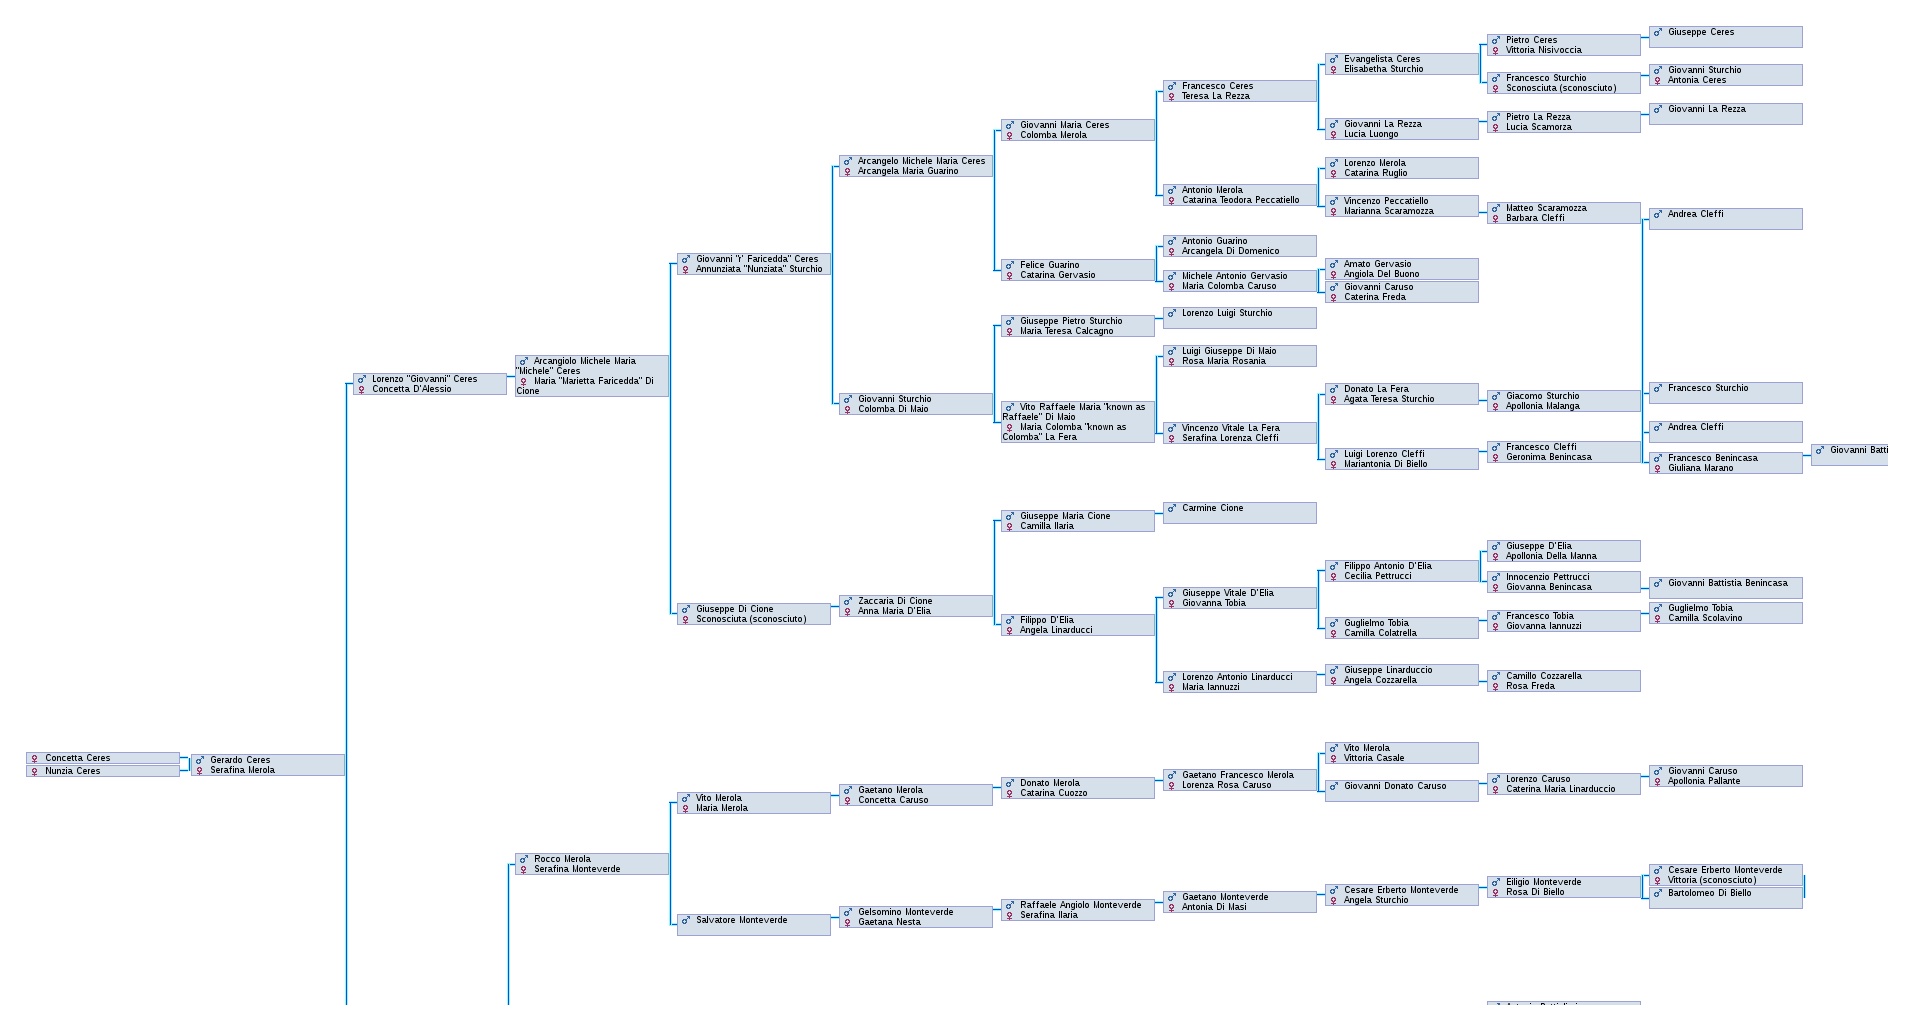 Concetta Ceres
Nunzia Ceres
Gerardo Ceres
Serafina Merola
Lorenzo "Giovanni" Ceres
Concetta D'Alessio
Arcangiolo Michele Maria
"Michele" Ceres
Maria "Marietta Faricedda" Di
Cione
Rocco Merola
Serafina Monteverde
Giovanni "r' Faricedda" Ceres
Annunziata "Nunziata" Sturchio
Giuseppe Di Cione
Sconosciuta (sconosciuto)
Vito Merola
Maria Merola
Salvatore Monteverde
Arcangelo Michele Maria Ceres
Arcangela Maria Guarino
Giovanni Sturchio
Colomba Di Maio
Zaccaria Di Cione
Anna Maria D'Elia
Gaetano Merola
Concetta Caruso
Gelsomino Monteverde
Gaetana Nesta
Giovanni Maria Ceres
Colomba Merola
Felice Guarino
Catarina Gervasio
Giuseppe Pietro Sturchio
Maria Teresa Calcagno
Vito Raffaele Maria "known as
Raffaele" Di Maio
Maria Colomba "known as
Colomba" La Fera
Giuseppe Maria Cione
Camilla Ilaria
Filippo D'Elia
Angela Linarducci
Donato Merola
Catarina Cuozzo
Raffaele Angiolo Monteverde
Serafina Ilaria
Francesco Ceres
Teresa La Rezza
Antonio Merola
Catarina Teodora Peccatiello
Antonio Guarino
Arcangela Di Domenico
Michele Antonio Gervasio
Maria Colomba Caruso
Lorenzo Luigi Sturchio
Luigi Giuseppe Di Maio
Rosa Maria Rosania
Vincenzo Vitale La Fera
Serafina Lorenza Cleffi
Carmine Cione
Giuseppe Vitale D'Elia
Giovanna Tobia
Lorenzo Antonio Linarducci
Maria Iannuzzi
Gaetano Francesco Merola
Lorenza Rosa Caruso
Gaetano Monteverde
Antonia Di Masi
Evangelista Ceres
Elisabetha Sturchio
Giovanni La Rezza
Lucia Luongo
Lorenzo Merola
Catarina Ruglio
Vincenzo Peccatiello
Marianna Scaramozza
Amato Gervasio
Angiola Del Buono
Giovanni Caruso
Caterina Freda
Donato La Fera
Agata Teresa Sturchio
Luigi Lorenzo Cleffi
Mariantonia Di Biello
Filippo Antonio D'Elia
Cecilia Pettrucci
Guglielmo Tobia
Camilla Colatrella
Giuseppe Linarduccio
Angela Cozzarella
Vito Merola
Vittoria Casale
Giovanni Donato Caruso
Cesare Erberto Monteverde
Angela Sturchio
Pietro Ceres
Vittoria Nisivoccia
Francesco Sturchio
Sconosciuta (sconosciuto)
Pietro La Rezza
Lucia Scamorza
Matteo Scaramozza
Barbara Cleffi
Giacomo Sturchio
Apollonia Malanga
Francesco Cleffi
Geronima Benincasa
Giuseppe D'Elia
Apollonia Della Manna
Innocenzio Pettrucci
Giovanna Benincasa
Francesco Tobia
Giovanna Iannuzzi
Camillo Cozzarella
Rosa Freda
Lorenzo Caruso
Caterina Maria Linarduccio
Eiligio Monteverde
Rosa Di Biello
Giuseppe Ceres
Giovanni Sturchio
Antonia Ceres
Giovanni La Rezza
Andrea Cleffi
Francesco Sturchio
Andrea Cleffi
Francesco Benincasa
Giuliana Marano
Giovanni Battistia Benincasa
Guglielmo Tobia
Camilla Scolavino
Giovanni Caruso
Apollonia Pallante
Cesare Erberto Monteverde
Vittoria (sconosciuto)
Bartolomeo Di Biello
Giovanni Batti